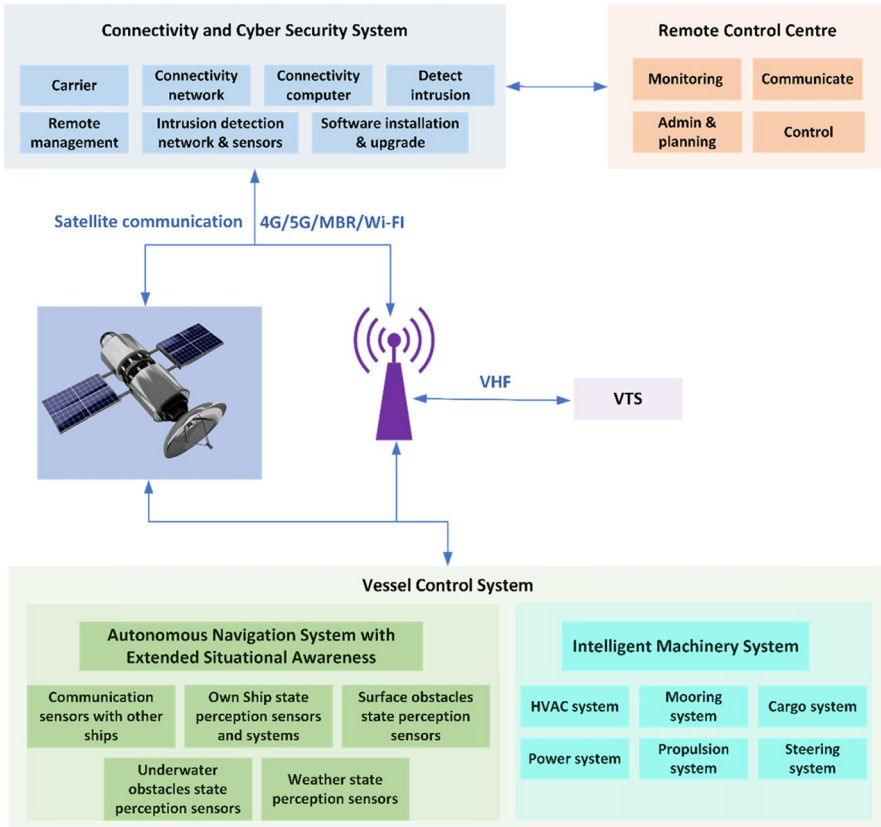 Connectivity and Cyber Security System
Carrier
Connectivity
network
Connectivity
computer
Detect
intrusion
Remote
management
Intrusion detection
network & sensors
Software installation
& upgrade
Remote Control Centre
Monitoring
Communicate
Admin &
planning
Control
Satellite communication
4G/5G/MBR/Wi-FI
VHF
VTS
Vessel Control System
Autonomous Navigation System with
Extended Situational Awareness
Communication
sensors with other
ships
Own Ship state
perception sensors
and systems
Surface obstacles
state perception
sensors
Underwater
obstacles state
perception sensors
Weather state
perception sensors
Intelligent Machinery System
HVAC system
Mooring
system
Cargo system
Power system
Propulsion
system
Steering
system